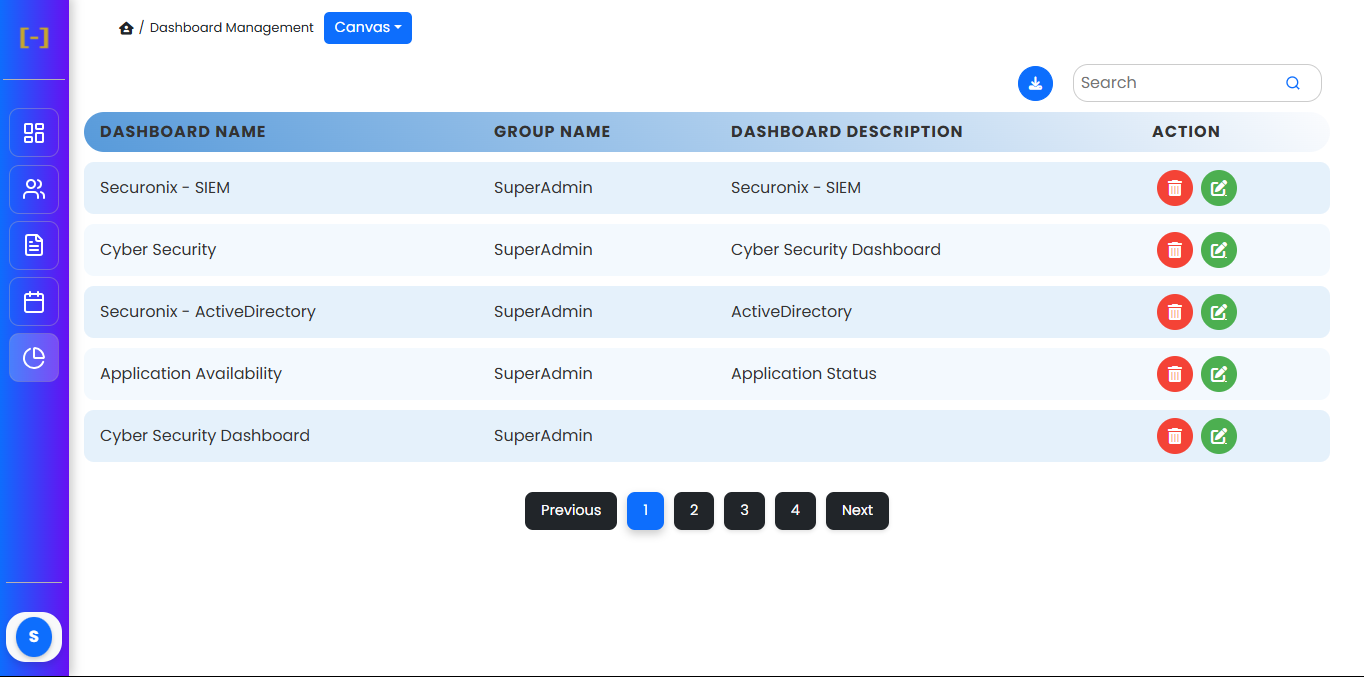 [-]
/ Dashboard Management Canvas
Search
DASHBOARD NAME GROUP NAME DASHBOARD DESCRIPTION ACTION
Securonix - SIEM SuperAdmin Securonix - SIEM
Cyber Security SuperAdmin Cyber Security Dashboard
Securonix - ActiveDirectory SuperAdmin ActiveDirectory
Application Availability SuperAdmin Application Status
Cyber Security Dashboard SuperAdmin
Previous 1 2 3 4 Next
S